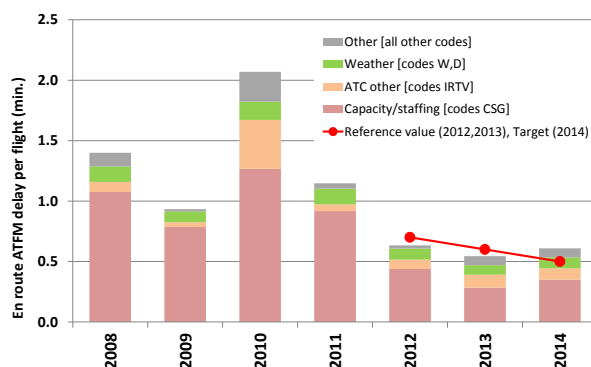 En route ATFM delay per flight (min.)
2.5
2.0
1.5
1.0
0.5
0.0
Other [all other codes]
Weather [codes W,D]
ATC other [codes IRTV]
Capacity/staffing [codes CSG]
Reference value (2012,2013), Target (2014)
2008
2009
2010
2011
2012
2013
2014